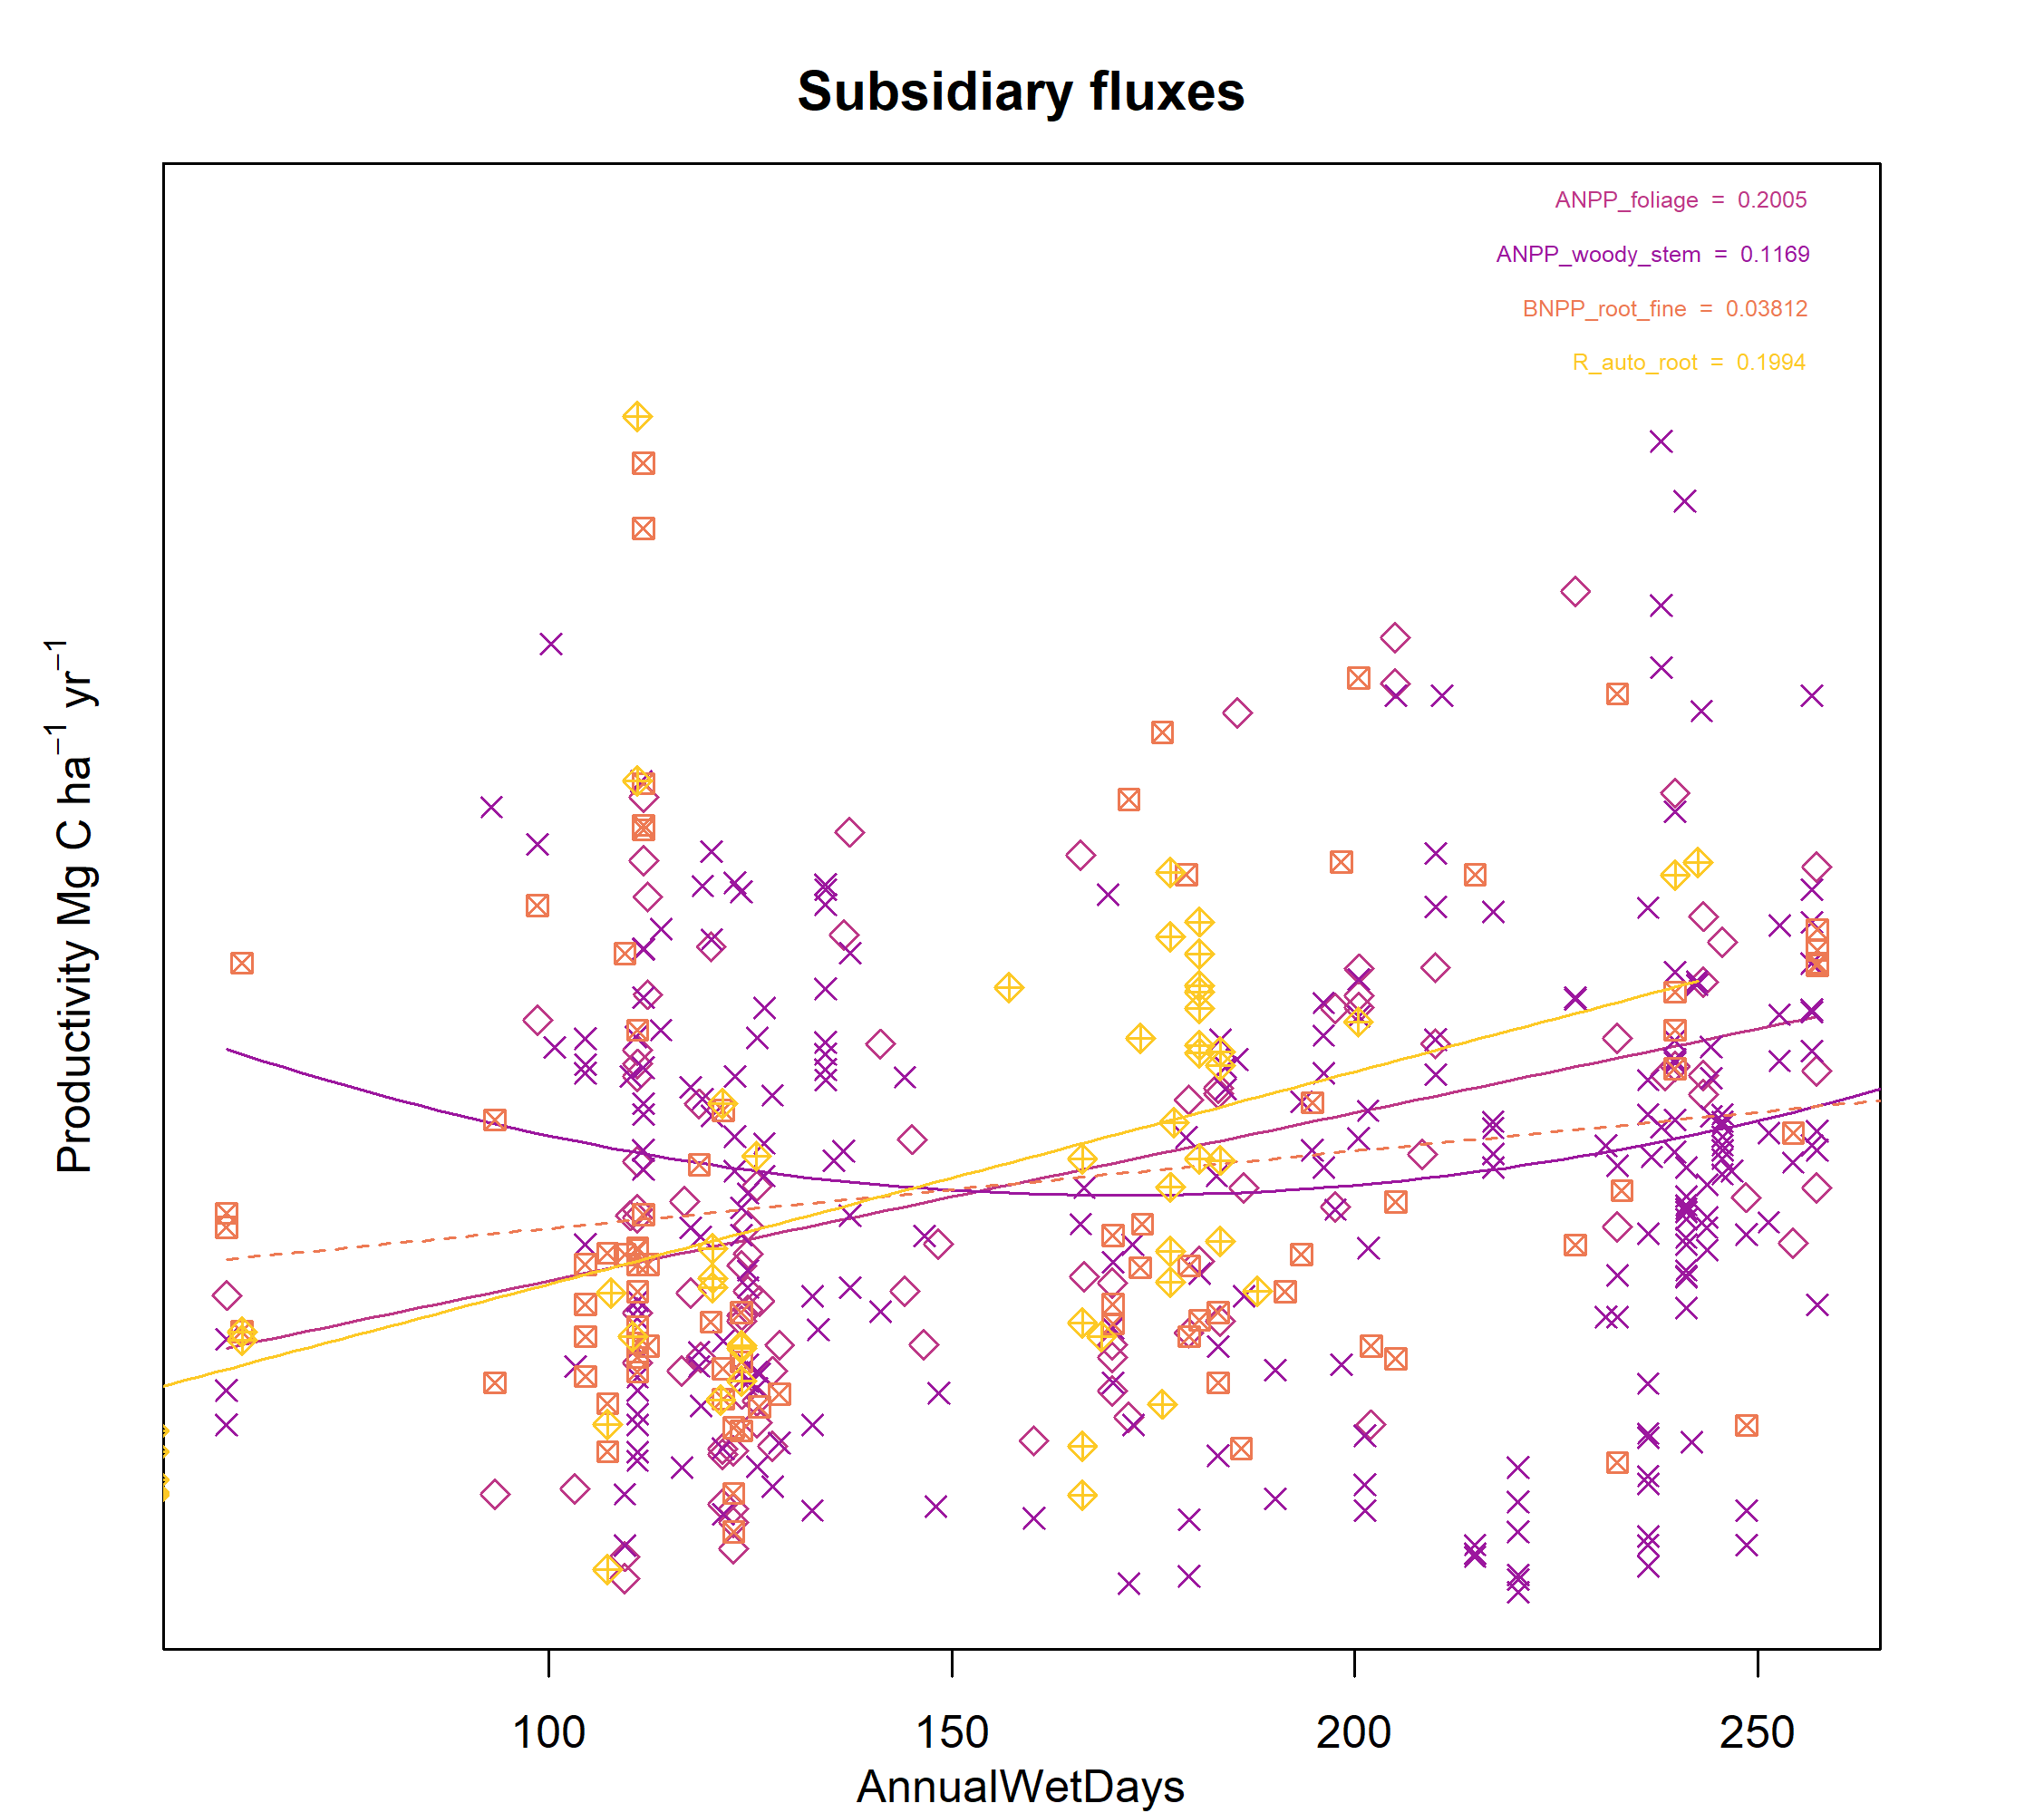 Subsidiary fluxes
ANPP_foliage = 0.2005
ANPP_woody_stem = 0.1169
BNPP_root_fine = 0.03812
R_auto_root = 0.1994
Productivity Mg C ha⁻¹ yr⁻¹
100 150 200 250
AnnualWetDays